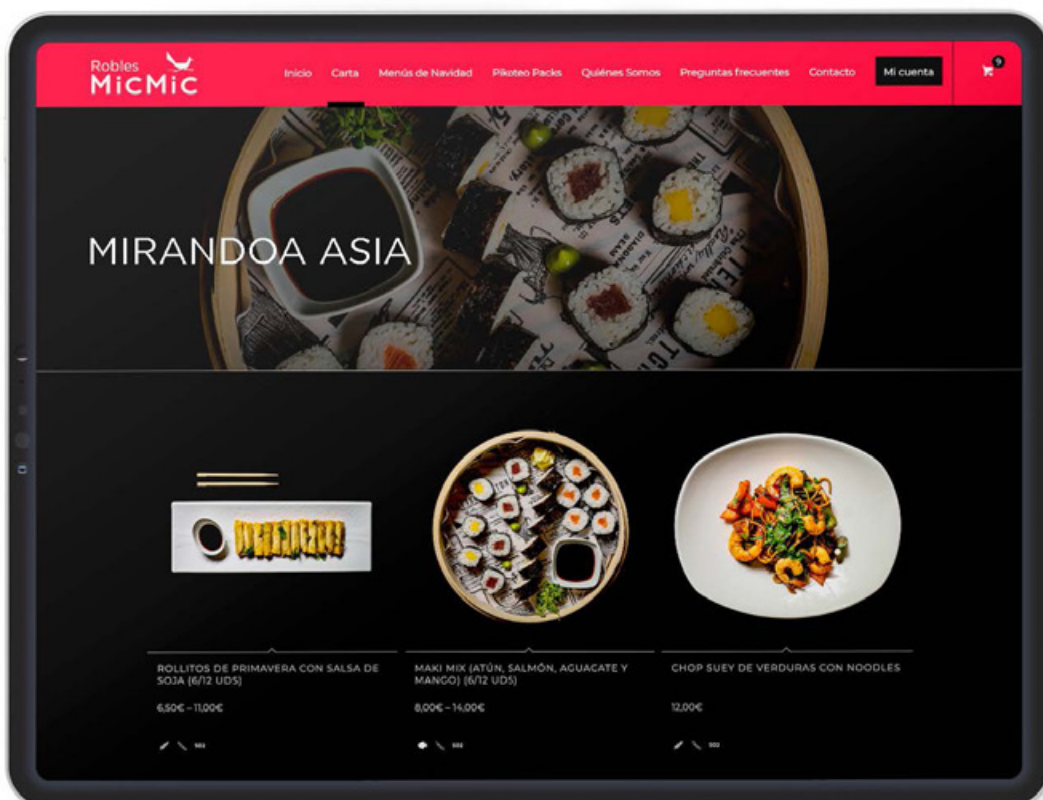 Robles
MiCMiC
Inicio Carta Menús de Navidad Pikoteo Packs Quiénes Somos Preguntas frecuentes Contacto Mi cuenta
MIRANDOA ASIA
ROLLITOS DE PRIMAVERA CON SALSA DE
SOJA (6/12 UDS)
6,50€ – 11,00€
MAKI MIX (ATÚN, SALMÓN, AGUACATE Y
MANGO) (6/12 UDS)
8,00€ – 14,00€
CHOP SUEY DE VERDURAS CON NOODLES
12,00€